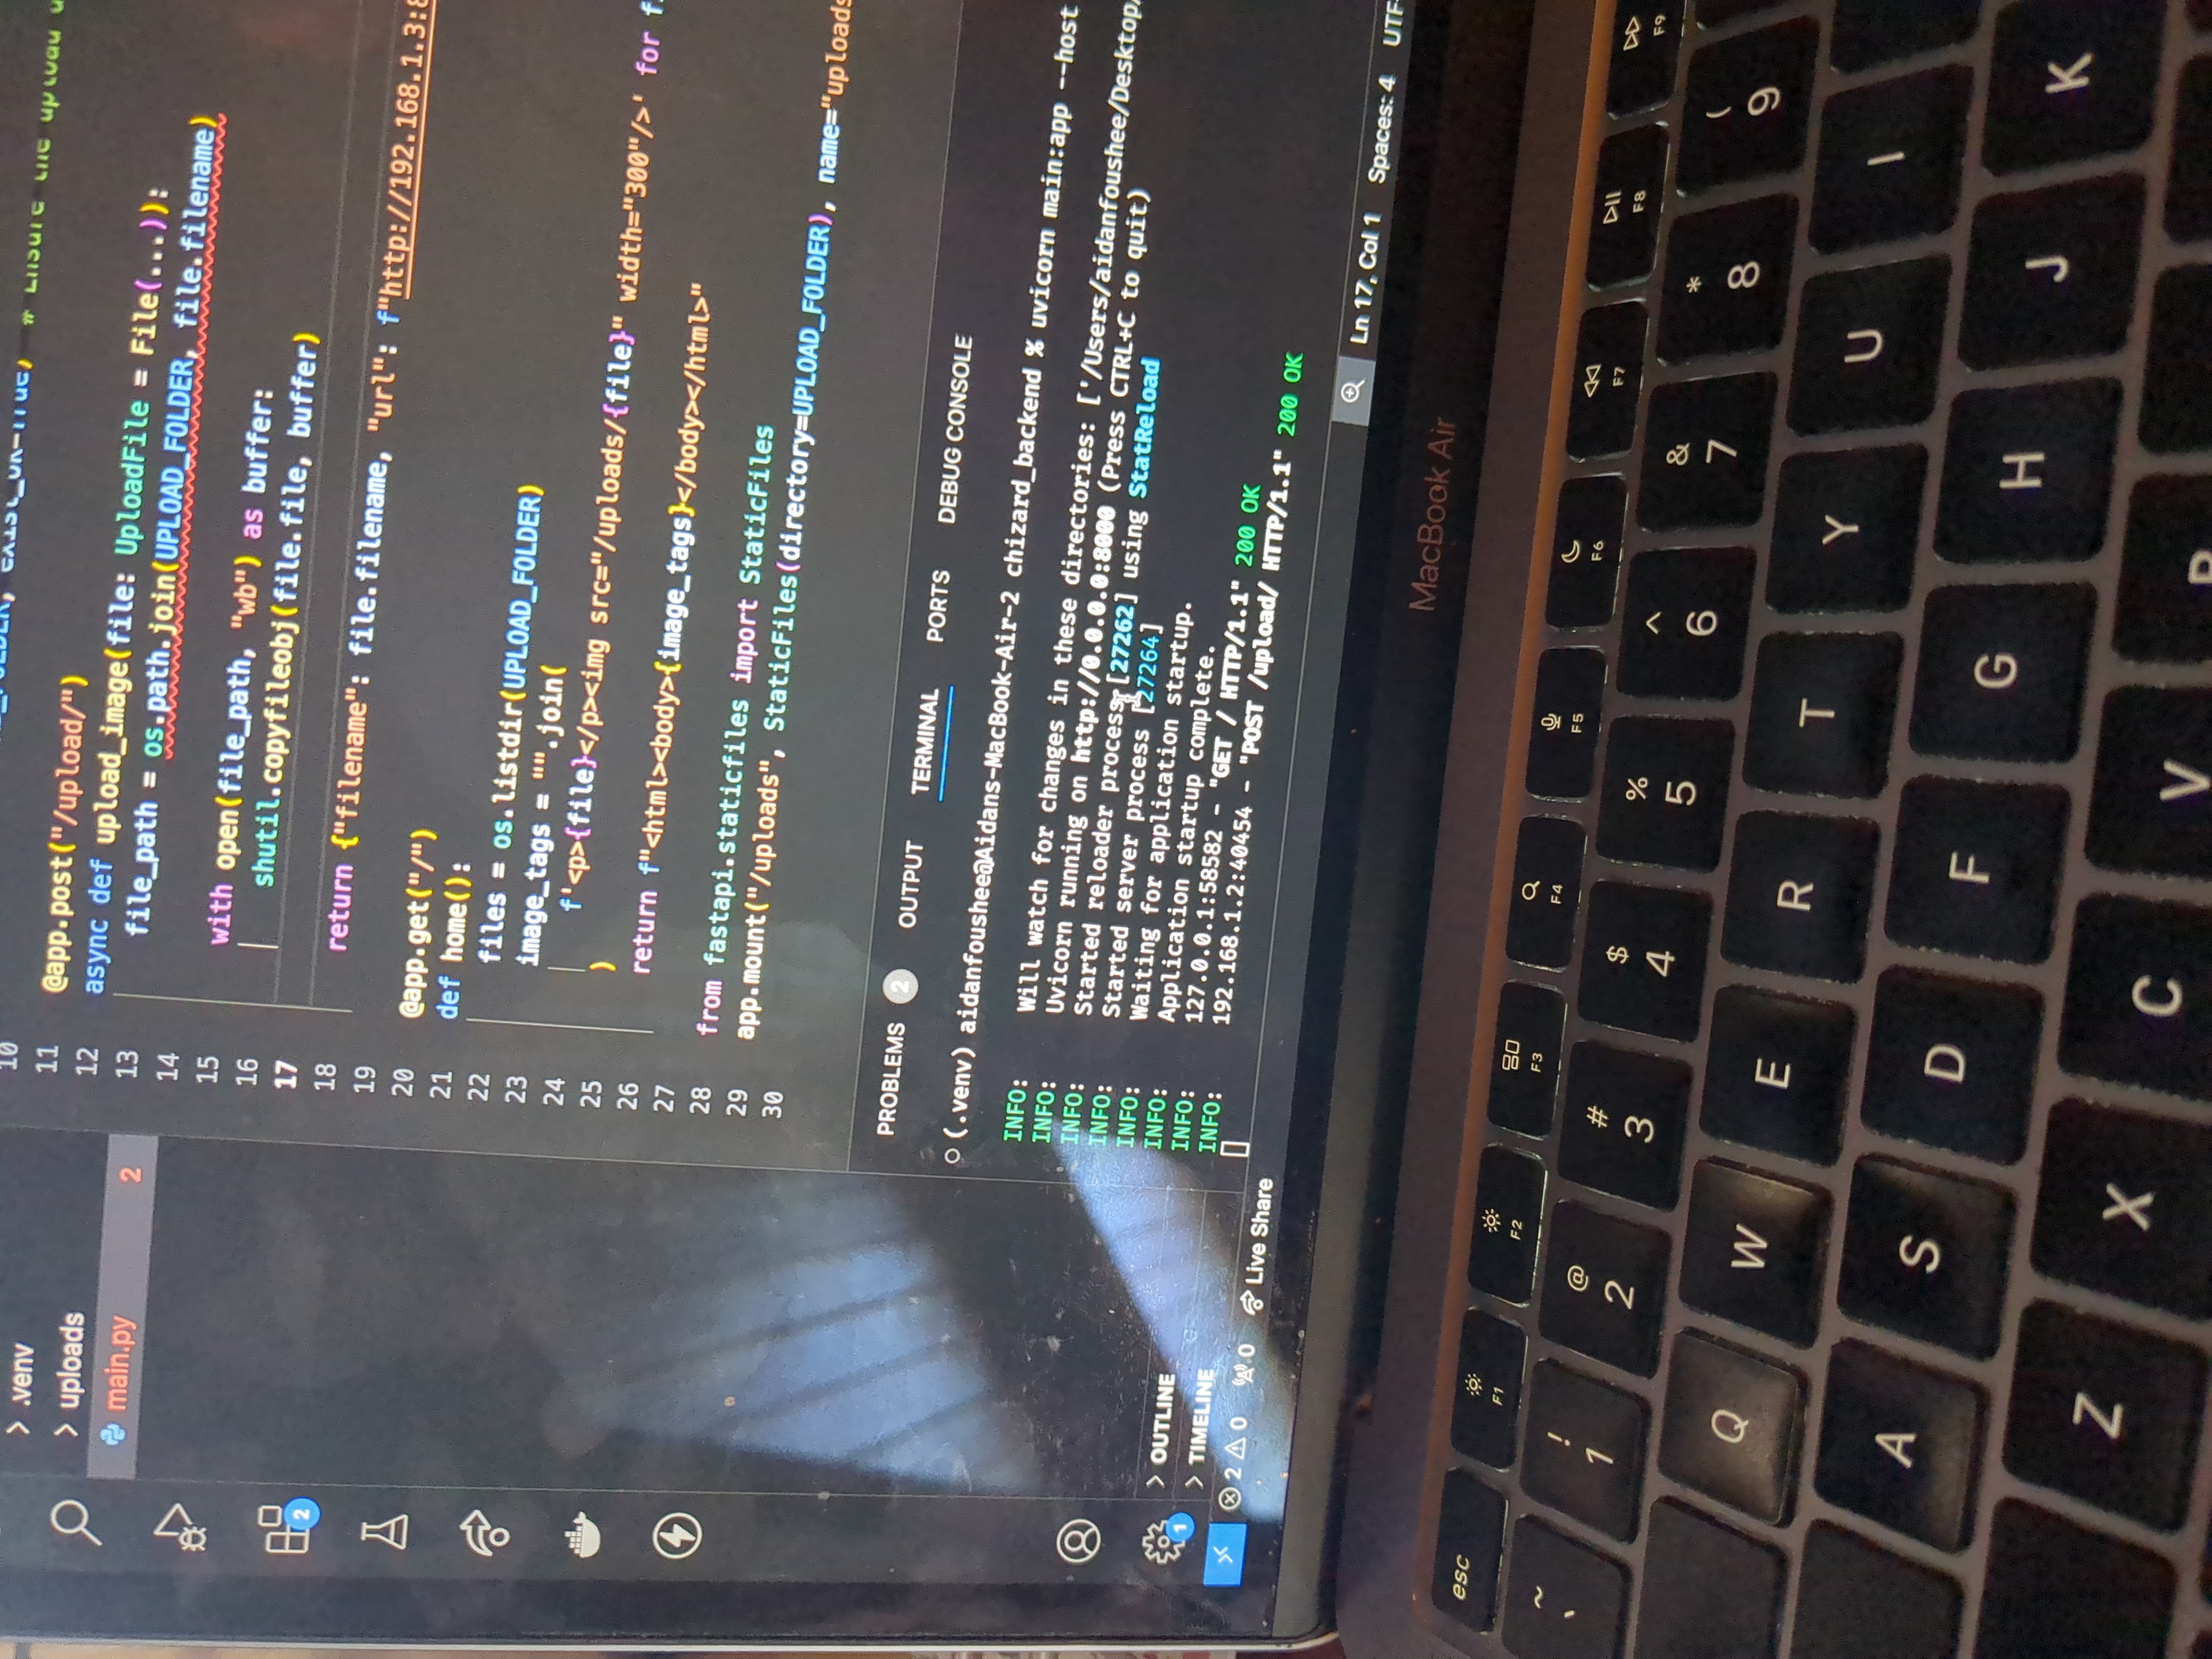 .venv
uploads
main.py 2
2
10 exist_ok=True) # Ensure the upload
11
12 @app.post("/upload/")
13 async def upload_image(file: UploadFile = File(...)):
14 file_path = os.path.join(UPLOAD_FOLDER, file.filename)
15
16 with open(file_path, "wb") as buffer:
17 shutil.copyfileobj(file.file, buffer)
18
19 return {"filename": file.filename, "url": f"http://192.168.1.3:8
20
21 @app.get("/")
22 def home():
23 files = os.listdir(UPLOAD_FOLDER)
24 image_tags = "".join(
25 f'<p>{file}</p><img src="/uploads/{file}" width="300"/>' for f
26 )
27 return f"<html><body>{image_tags}</body></html>"
28
29 from fastapi.staticfiles import StaticFiles
30 app.mount("/uploads", StaticFiles(directory=UPLOAD_FOLDER), name="uploads
PROBLEMS 2 OUTPUT TERMINAL PORTS DEBUG CONSOLE
(.venv) aidanfoushee@Aidans-MacBook-Air-2 chizard_backend % uvicorn main:app --host
INFO: Will watch for changes in these directories: ['/Users/aidanfoushee/Desktop/
INFO: Uvicorn running on http://0.0.0.0:8000 (Press CTRL+C to quit)
INFO: Started reloader process [27262] using StatReload
INFO: Started server process [27264]
INFO: Waiting for application startup.
INFO: Application startup complete.
INFO: 127.0.0.1:58582 - "GET / HTTP/1.1" 200 OK
INFO: 192.168.1.2:40454 - "POST /upload/ HTTP/1.1" 200 OK
OUTLINE
1
TIMELINE
2 0 0 Live Share
Ln 17, Col 1 Spaces: 4 UTF
MacBook Air
esc F1 F2 F3 F4 F5 F6 F7 F8 F9
~ ! @ # $ % ^ & * (
` 1 2 3 4 5 6 7 8 9
Q W E R T Y U I
A S D F G H J K
Z X C V B